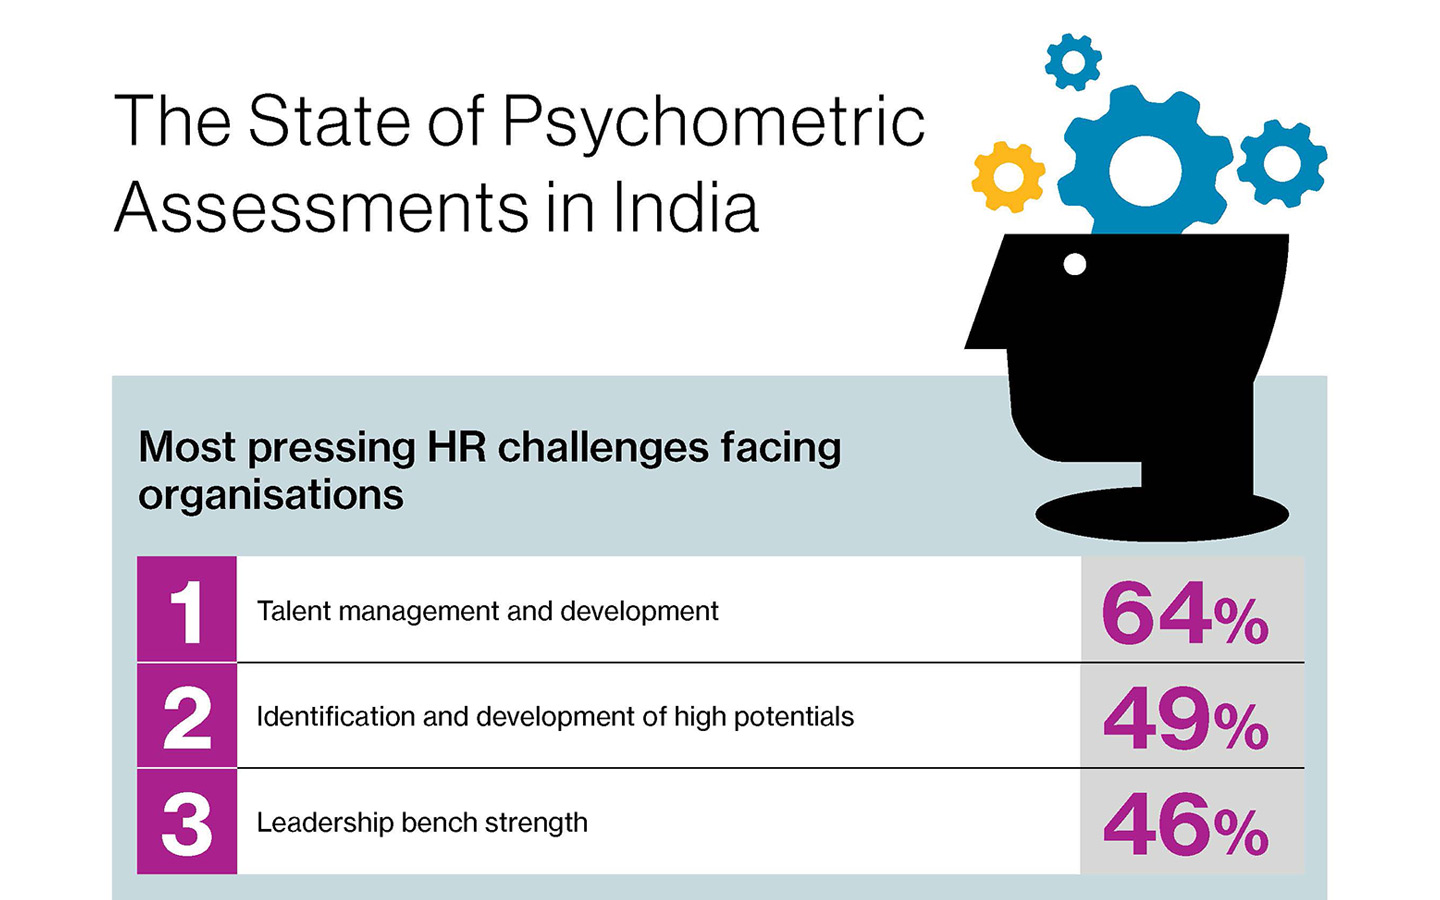 The State of Psychometric
Assessments in India
Most pressing HR challenges facing
organisations
1 Talent management and development 64%
2 Identification and development of high potentials 49%
3 Leadership bench strength 46%